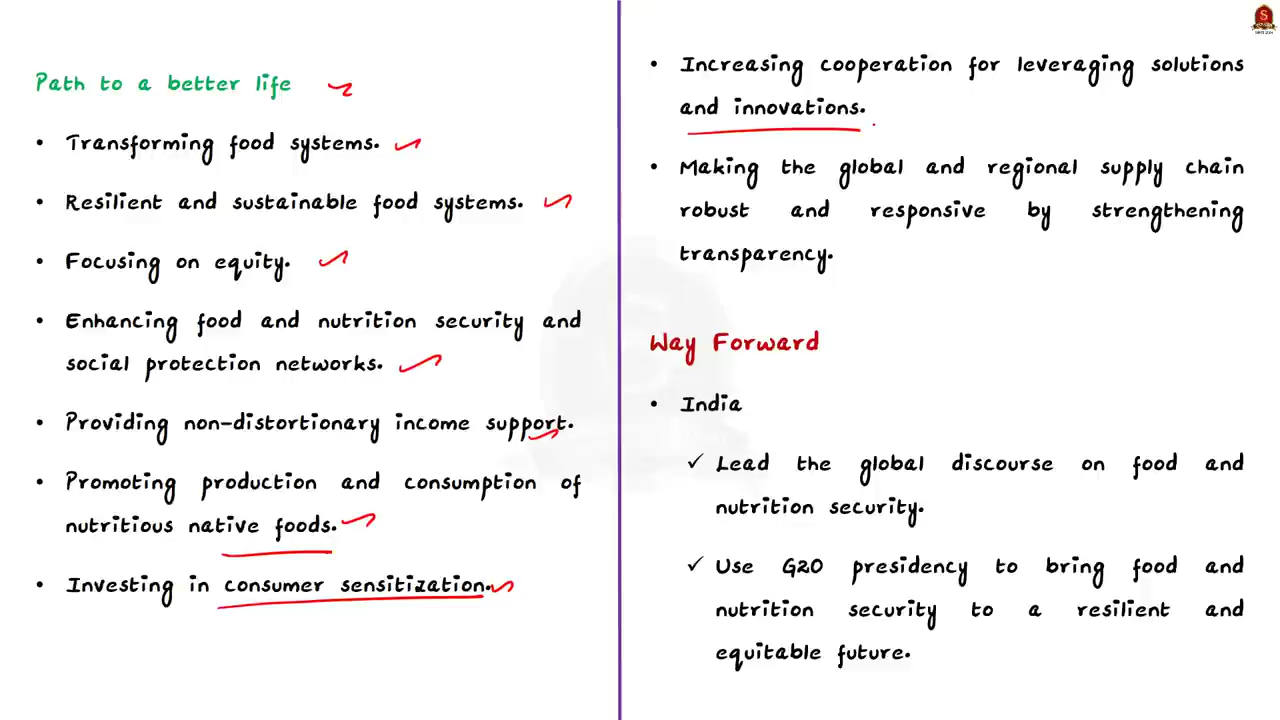 Path to a better life
• Transforming food systems.
• Resilient and sustainable food systems.
• Focusing on equity.
• Enhancing food and nutrition security and
social protection networks.
• Providing non-distortionary income support.
• Promoting production and consumption of
nutritious native foods.
• Investing in consumer sensitization.
• Increasing cooperation for leveraging solutions
and innovations.
• Making the global and regional supply chain
robust and responsive by strengthening
transparency.
Way Forward
• India
✓ Lead the global discourse on food and
nutrition security.
✓ Use G20 presidency to bring food and
nutrition security to a resilient and
equitable future.